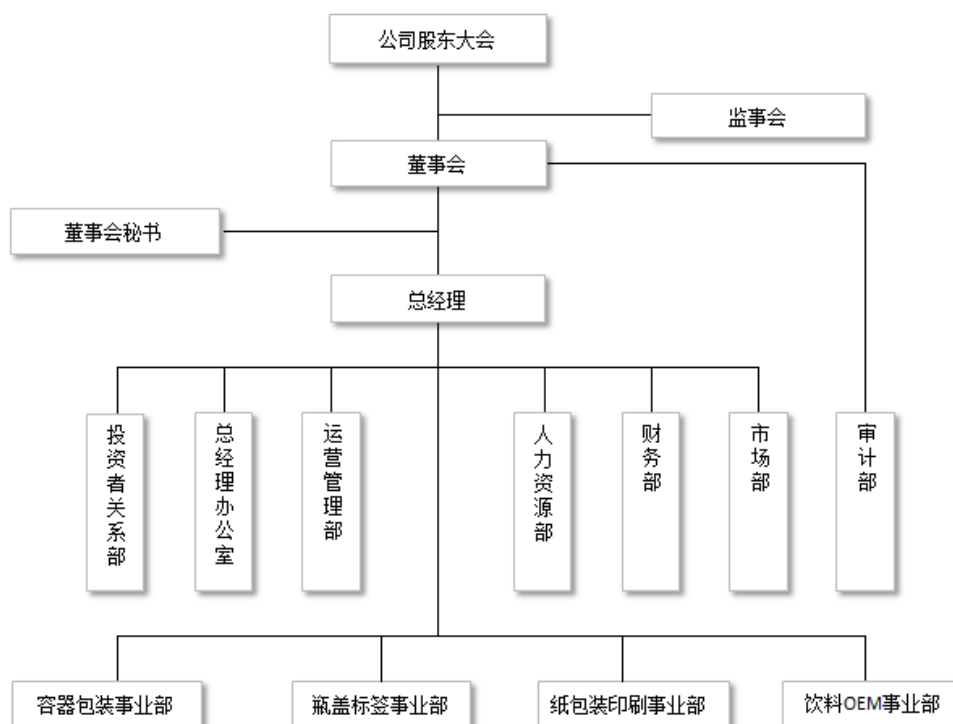 公司股东大会
监事会
董事会
董事会秘书
总经理
投资者关系部
总经理办公室
运营管理部
人力资源部
财务部
市场部
审计部
容器包装事业部
瓶盖标签事业部
纸包装印刷事业部
饮料OEM事业部